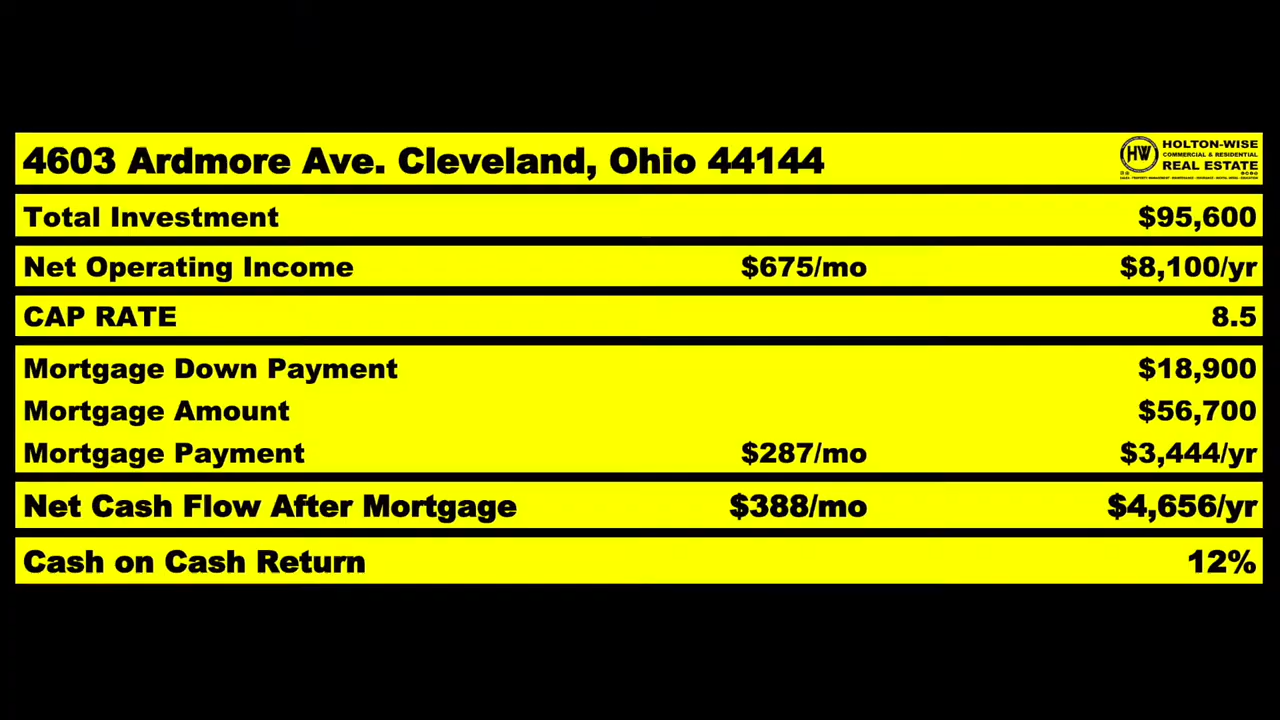 4603 Ardmore Ave. Cleveland, Ohio 44144
HW
HOLTON-WISE
COMMERCIAL & RESIDENTIAL
REAL ESTATE
Total Investment $95,600
Net Operating Income $675/mo $8,100/yr
CAP RATE 8.5
Mortgage Down Payment $18,900
Mortgage Amount $56,700
Mortgage Payment $287/mo $3,444/yr
Net Cash Flow After Mortgage $388/mo $4,656/yr
Cash on Cash Return 12%